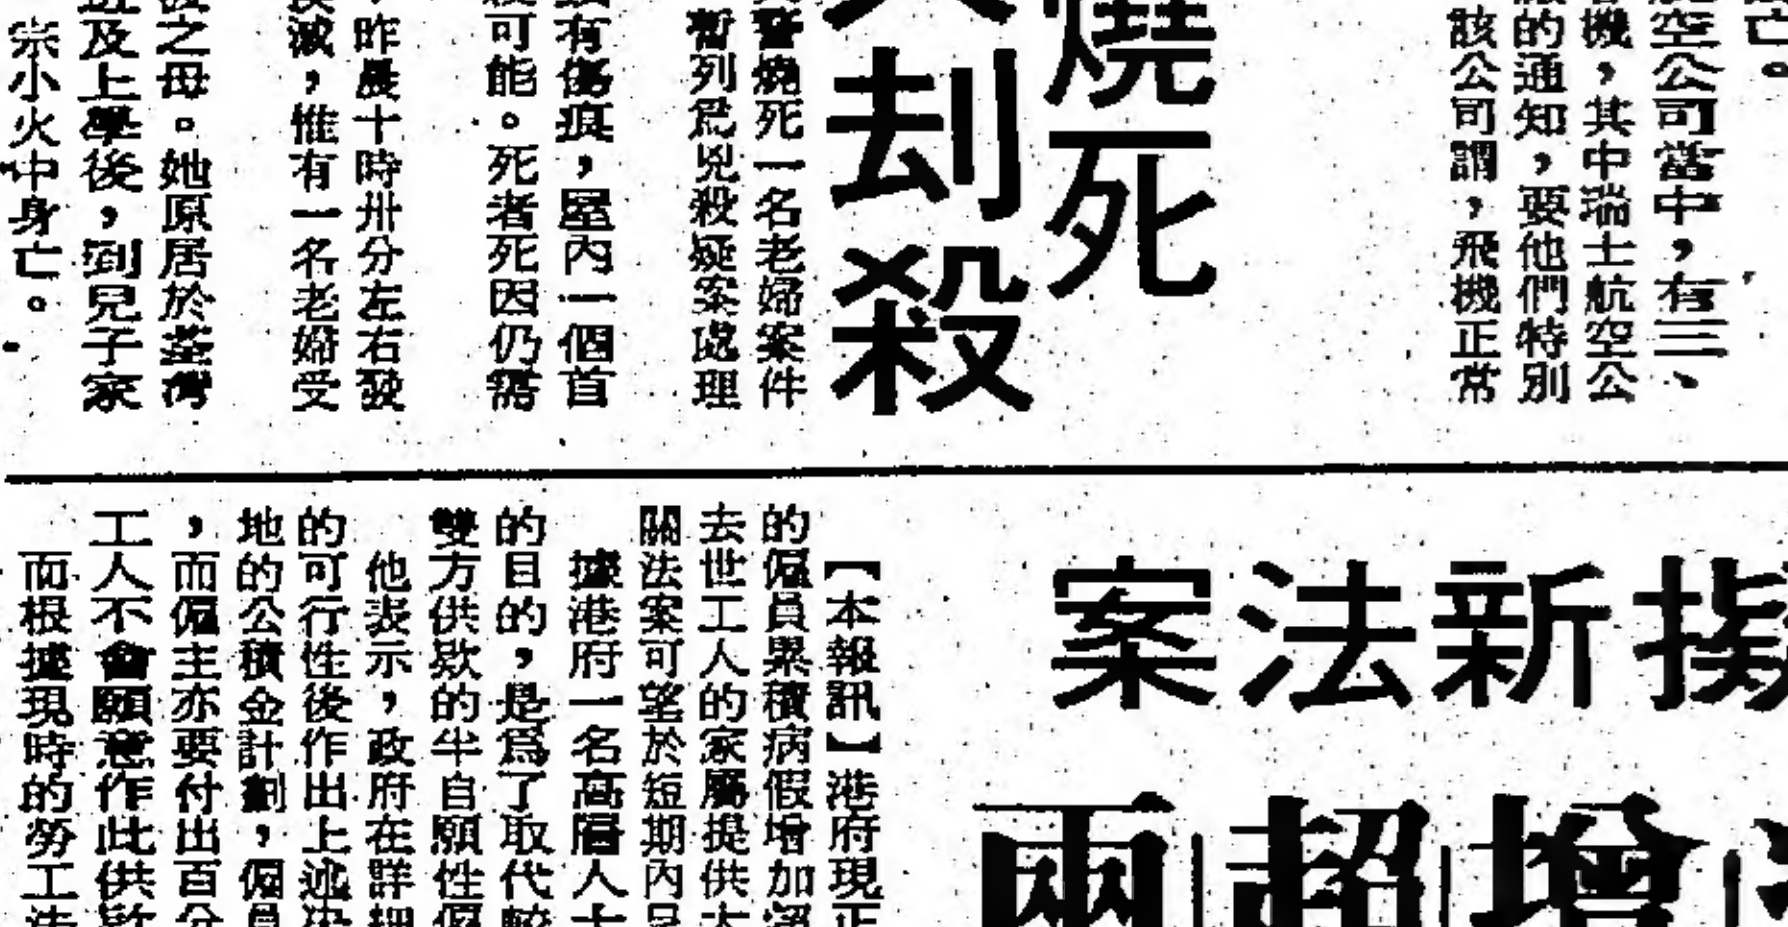 亡。
空公司當中，有三、
機，其中瑞士航空公
的通知，要他們特別
該公司謂，飛機正常
燒死
刦殺
警燒死一名老婦案件
暫列爲兇殺疑案處理
有傷痕，屋內一個首
可能。死者死因仍需
昨晨十時卅分左右發
滅，惟有一名老婦受
之母。她原居於荃灣
近及上學後，到兒子家
宗小火中身亡。
擬新法案
增超兩
【本報訊】港府現正
的僱員累積病假增加
去世工人的家屬提供
關法案可望於短期內
據港府一名高層人士
的目的，是爲了取代
雙方供款的半自願性
他表示，政府在詳細
的可行性後作出上述
地的公積金計劃，僱員
，而僱主亦要付出百分
工人不會願意作此供款
而根據現時的勞工法